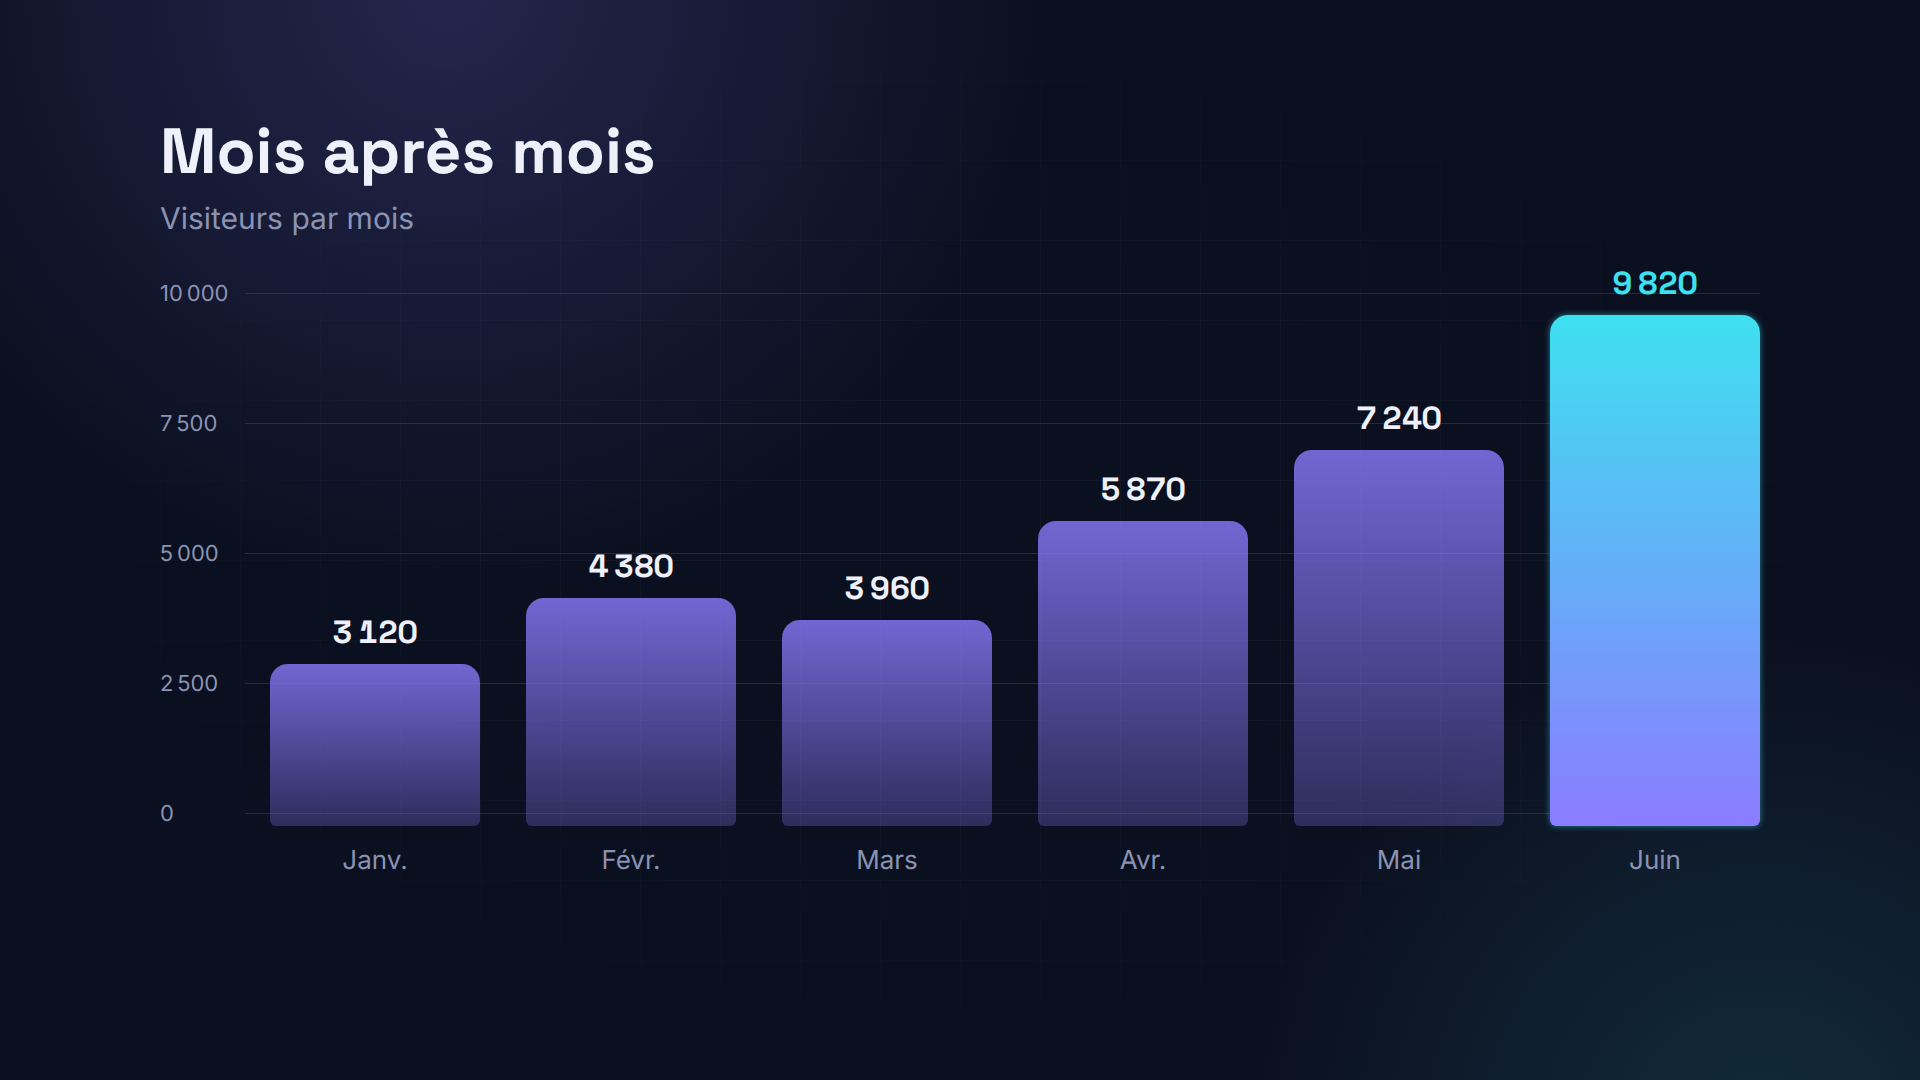 Mois après mois
Visiteurs par mois
10 000
9 820
7 500
7 240
5 870
5 000
4 380
3 960
3 120
2 500
0
Janv.
Févr.
Mars
Avr.
Mai
Juin